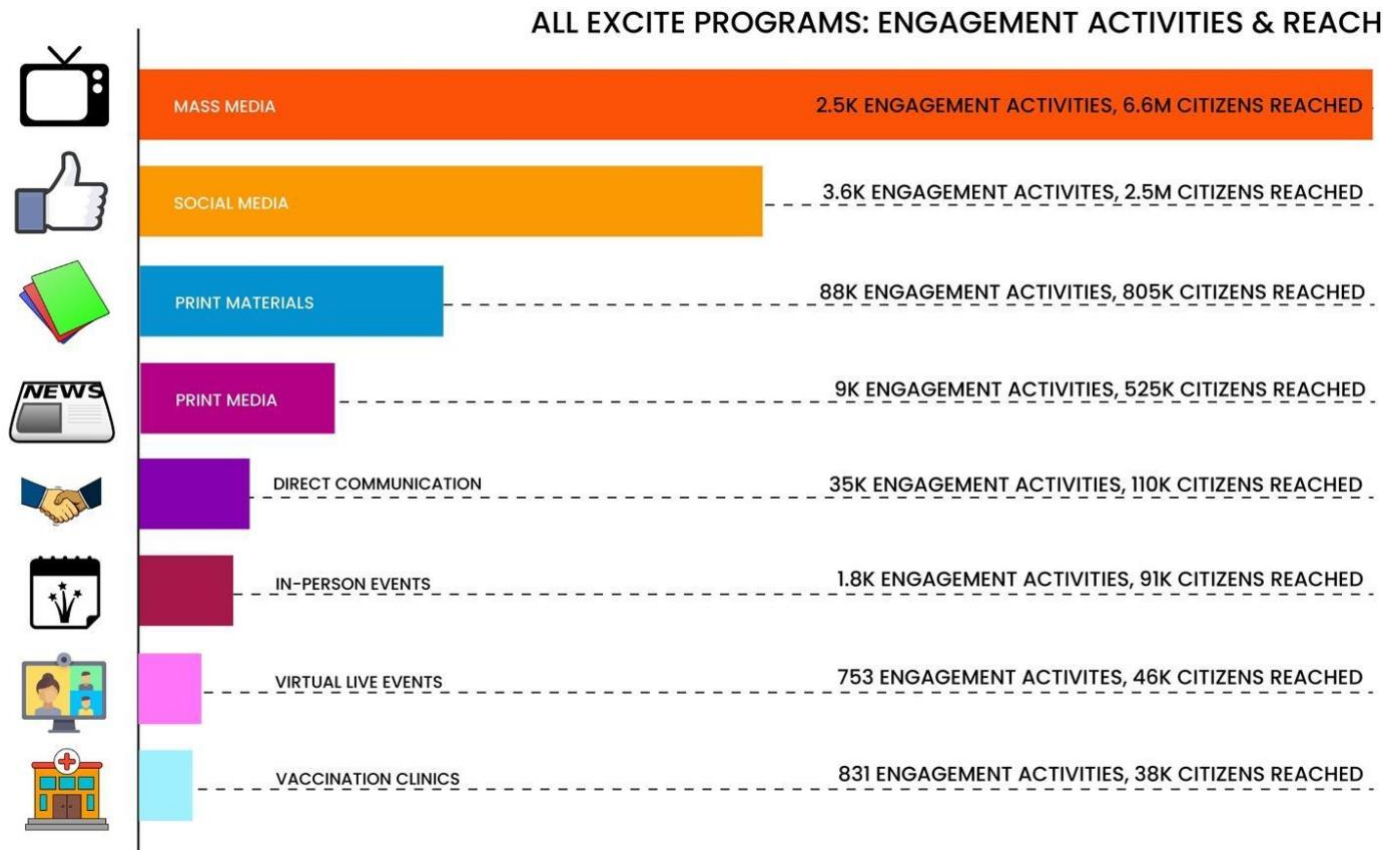 ALL EXCITE PROGRAMS: ENGAGEMENT ACTIVITIES & REACH
MASS MEDIA 2.5K ENGAGEMENT ACTIVITIES, 6.6M CITIZENS REACHED
SOCIAL MEDIA 3.6K ENGAGEMENT ACTIVITES, 2.5M CITIZENS REACHED
PRINT MATERIALS 88K ENGAGEMENT ACTIVITIES, 805K CITIZENS REACHED
NEWS
PRINT MEDIA 9K ENGAGEMENT ACTIVITIES, 525K CITIZENS REACHED
DIRECT COMMUNICATION 35K ENGAGEMENT ACTIVITIES, 110K CITIZENS REACHED
IN-PERSON EVENTS 1.8K ENGAGEMENT ACTIVITIES, 91K CITIZENS REACHED
VIRTUAL LIVE EVENTS 753 ENGAGEMENT ACTIVITES, 46K CITIZENS REACHED
VACCINATION CLINICS 831 ENGAGEMENT ACTIVITIES, 38K CITIZENS REACHED